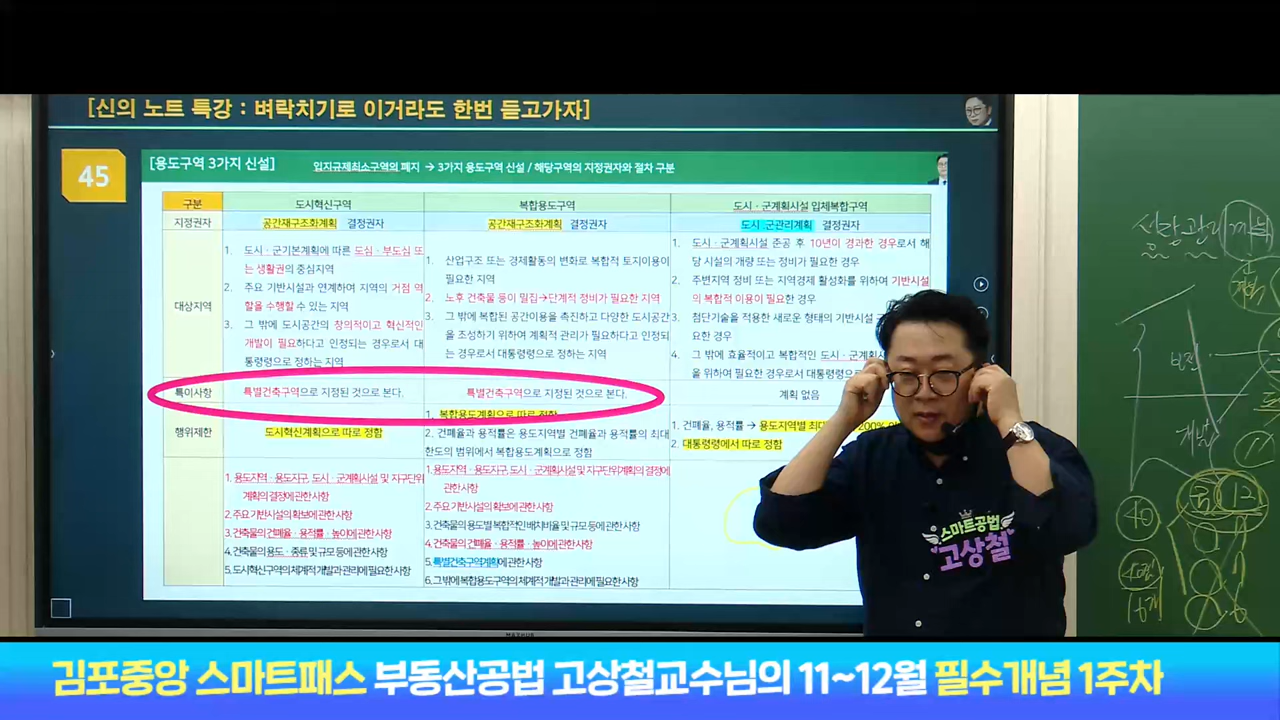 [신의 노트 특강 : 벼락치기로 이거라도 한번 듣고가자]
45
[용도구역 3가지 신설]
입지규제최소구역의 폐지 → 3가지 용도구역 신설 / 해당구역의 지정권자와 절차 구분
구분
도시혁신구역
복합용도구역
도시·군계획시설 입체복합구역
지정권자
공간재구조화계획 결정권자
공간재구조화계획 결정권자
도시·군관리계획 결정권자
대상지역
1. 도시·군기본계획에 따른 도심·부도심 또
는 생활권의 중심지역
2. 주요 기반시설과 연계하여 지역의 거점 역
할을 수행할 수 있는 지역
3. 그 밖에 도시공간의 창의적이고 혁신적인
개발이 필요하다고 인정되는 경우로서 대
통령령으로 정하는 지역
1. 산업구조 또는 경제활동의 변화로 복합적 토지이용이
필요한 지역
2. 노후 건축물 등이 밀집→단계적 정비가 필요한 지역
3. 그 밖에 복합된 공간이용을 촉진하고 다양한 도시공간
을 조성하기 위하여 계획적 관리가 필요하다고 인정되
는 경우로서 대통령령으로 정하는 지역
1. 도시·군계획시설 준공 후 10년이 경과한 경우로서 해
당 시설의 개량 또는 정비가 필요한 경우
2. 주변지역 정비 또는 지역경제 활성화를 위하여 기반시설
의 복합적 이용이 필요한 경우
3. 첨단기술을 적용한 새로운 형태의 기반시설
요한 경우
4. 그 밖에 효율적이고 복합적인 도시·군계획시
위하여 필요한 경우로서 대통령령으로
특이사항
특별건축구역으로 지정된 것으로 본다.
특별건축구역으로 지정된 것으로 본다.
계획 없음
행위제한
도시혁신계획으로 따로 정함
1. 복합용도계획으로 따로 정함
2. 건폐율과 용적률은 용도지역별 건폐율과 용적률의 최대
한도의 범위에서 복합용도계획으로 정함
1. 건폐율, 용적률 → 용도지역별 최대 200%
2. 대통령령에서 따로 정함
1. 용도지역·용도지구, 도시·군계획시설 및 지구단위
계획의 결정에 관한 사항
2. 주요 기반시설의 확보에 관한 사항
3. 건축물의 건폐율·용적률·높이에 관한 사항
4. 건축물의 용도·종류 및 규모 등에 관한 사항
5. 도시혁신구역의 체계적 개발과 관리에 필요한 사항
1. 용도지역·용도지구, 도시·군계획시설 및 지구단위계획의 결정에
관한 사항
2. 주요 기반시설의 확보에 관한 사항
3. 건축물의 용도별 복합적인 배치비율 및 규모 등에 관한 사항
4. 건축물의 건폐율·용적률·높이에 관한 사항
5. 특별건축구역계획에 관한 사항
6. 그 밖에 복합용도구역의 체계적 개발과 관리에 필요한 사항
스마트공법
고상철
40
12
김포중앙 스마트패스 부동산공법 고상철교수님의 11~12월 필수개념 1주차